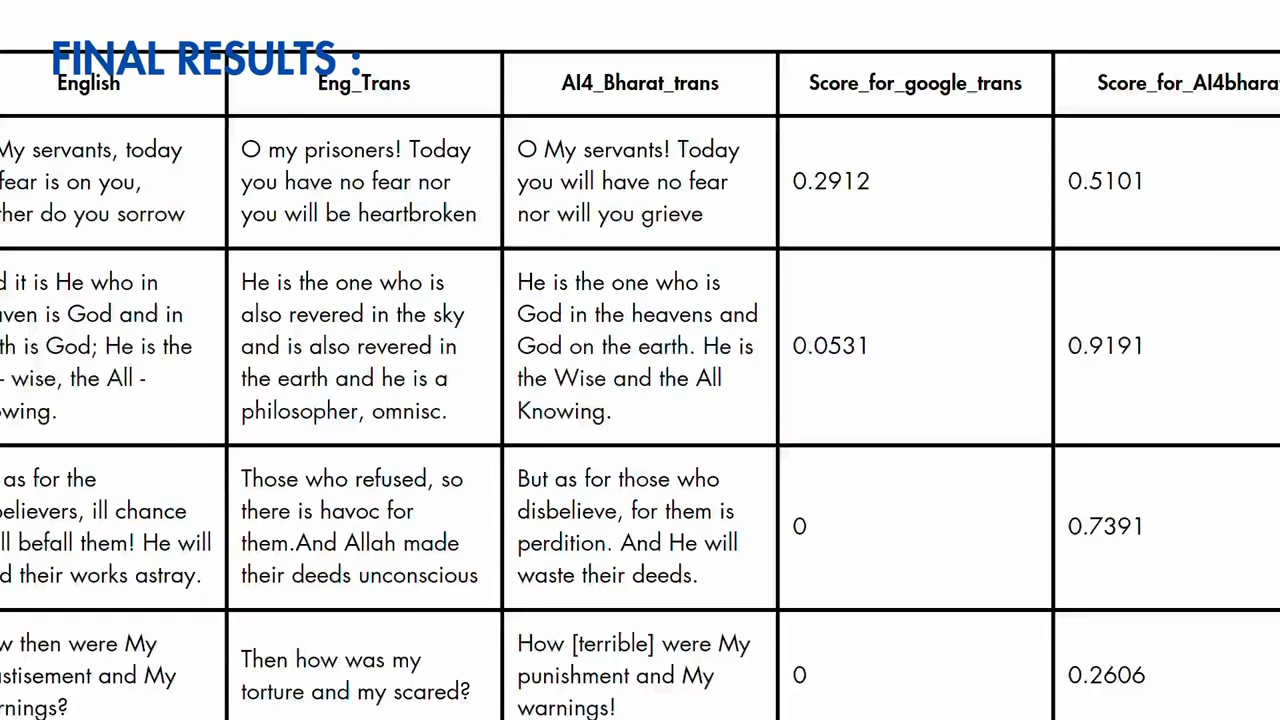 FINAL RESULTS :
English
Eng_Trans
AI4_Bharat_trans
Score_for_google_trans
Score_for_AI4bharat
My servants, today
fear is on you,
do you sorrow
O my prisoners! Today
you have no fear nor
you will be heartbroken
O My servants! Today
you will have no fear
nor will you grieve
0.2912
0.5101
it is He who in
is God and in
is God; He is the
- wise, the All -
He is the one who is
also revered in the sky
and is also revered in
the earth and he is a
philosopher, omnisc.
He is the one who is
God in the heavens and
God on the earth. He is
the Wise and the All
Knowing.
0.0531
0.9191
as for the
ill chance
befall them! He will
their works astray.
Those who refused, so
there is havoc for
them.And Allah made
their deeds unconscious
But as for those who
disbelieve, for them is
perdition. And He will
waste their deeds.
0
0.7391
then were My
and My
Then how was my
torture and my scared?
How [terrible] were My
punishment and My
warnings!
0
0.2606